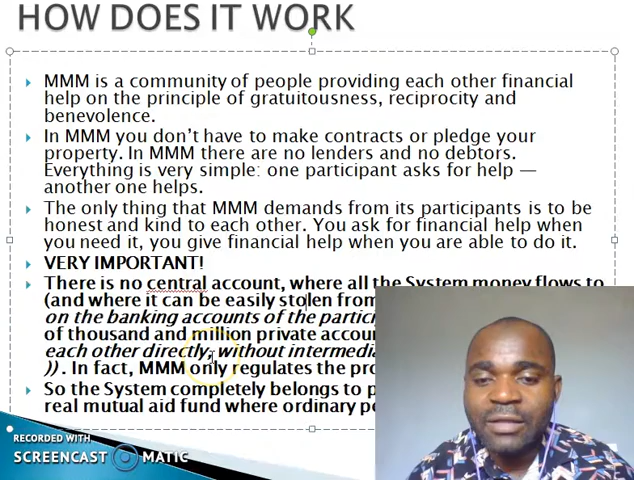 HOW DOES IT WORK
MMM is a community of people providing each other financial
help on the principle of gratuitousness, reciprocity and
benevolence.
In MMM you don't have to make contracts or pledge your
property. In MMM there are no lenders and no debtors.
Everything is very simple: one participant asks for help —
another one helps.
The only thing that MMM demands from its participants is to be
honest and kind to each other. You ask for financial help when
you need it, you give financial help when you are able to do it.
VERY IMPORTANT!
There is no central account, where all the System money flows to
(and where it can be easily stolen from
on the banking accounts of the
of thousand and million private
each other directly, without
)) . In fact, MMM only regulates the
So the System completely belongs to
real mutual aid fund where ordinary
RECORDED WITH
SCREENCAST MATIC